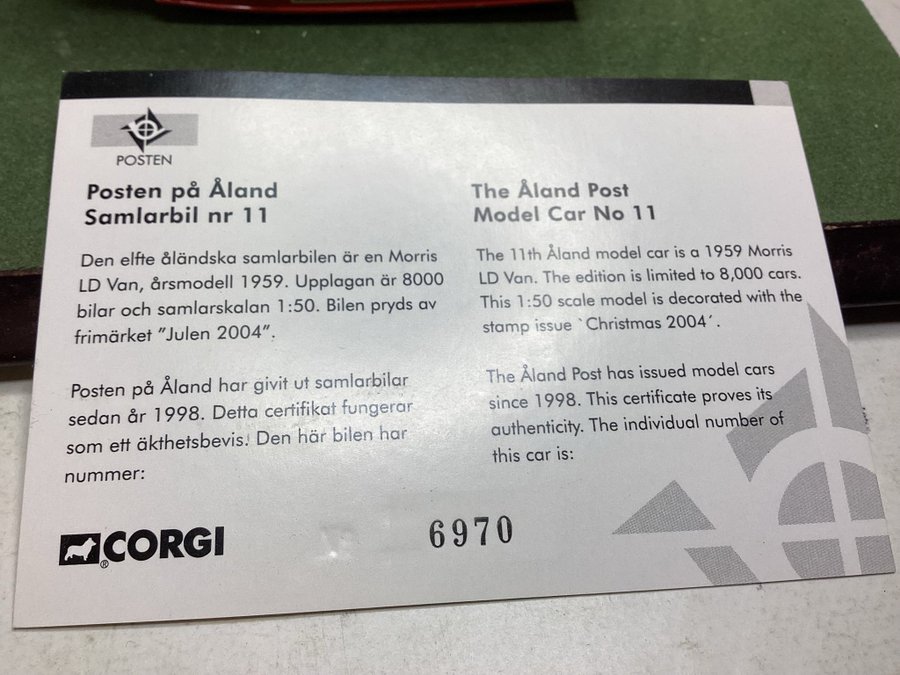 POSTEN
Posten på Åland
Samlarbil nr 11
Den elfte åländska samlarbilen är en Morris
LD Van, årsmodell 1959. Upplagan är 8000
bilar och samlarskalan 1:50. Bilen pryds av
frimärket "Julen 2004".
Posten på Åland har givit ut samlarbilar
sedan år 1998. Detta certifikat fungerar
som ett äkthetsbevis. Den här bilen har
nummer:
The Åland Post
Model Car No 11
The 11th Åland model car is a 1959 Morris
LD Van. The edition is limited to 8,000 cars.
This 1:50 scale model is decorated with the
stamp issue `Christmas 2004´.
The Åland Post has issued model cars
since 1998. This certificate proves its
authenticity. The individual number of
this car is:
CORGI
®
6970